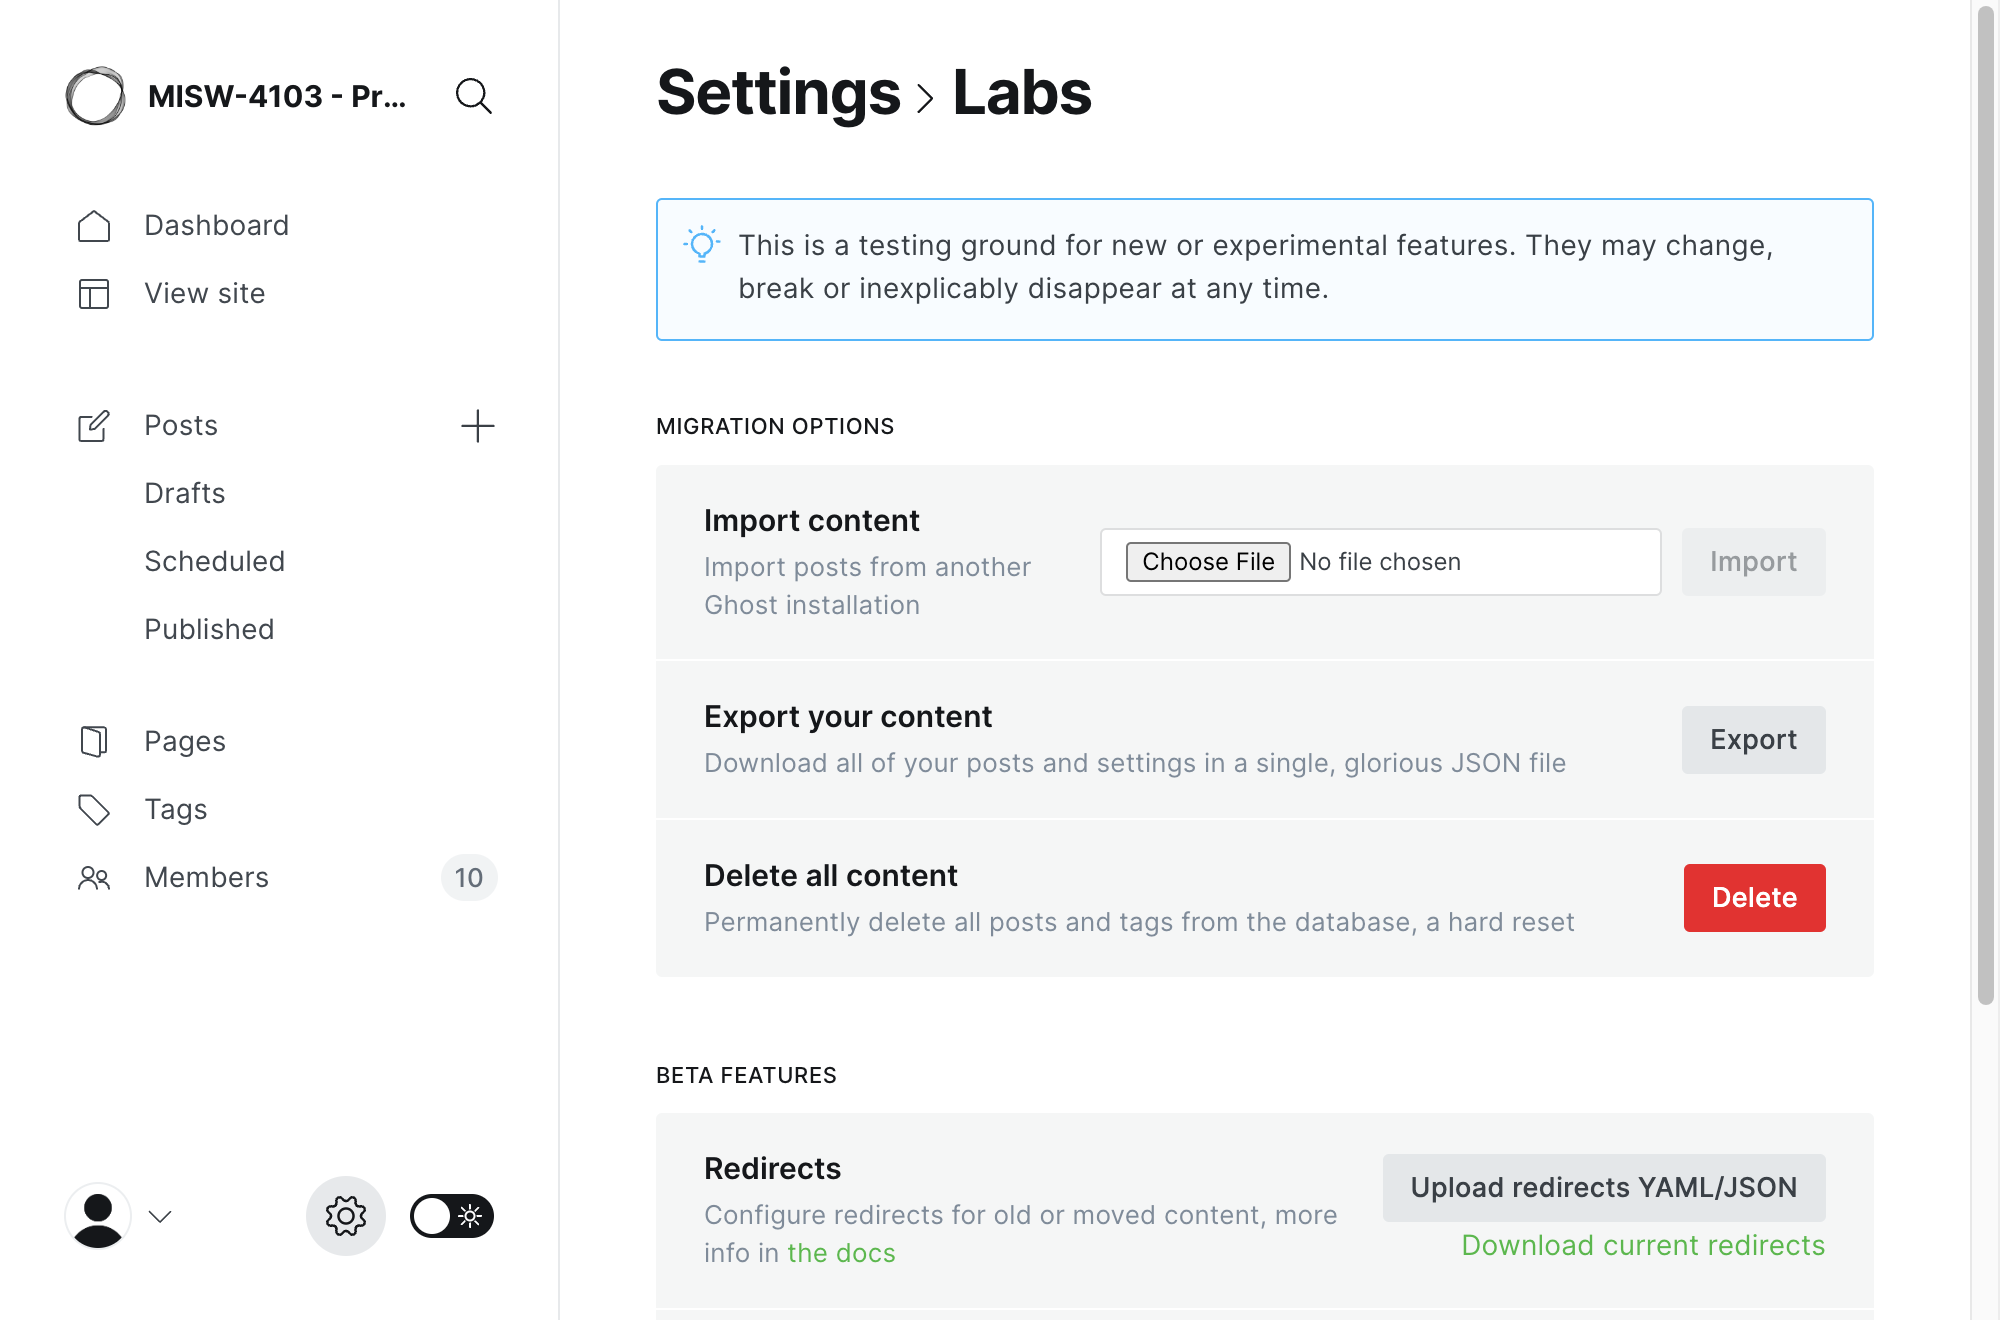 MISW-4103 - Pr...
Dashboard
View site
Posts
Drafts
Scheduled
Published
Pages
Tags
Members
10
Settings
Labs
This is a testing ground for new or experimental features. They may change,
break or inexplicably disappear at any time.
MIGRATION OPTIONS
Import content
Import posts from another
Ghost installation
Choose File No file chosen
Import
Export your content
Download all of your posts and settings in a single, glorious JSON file
Export
Delete all content
Permanently delete all posts and tags from the database, a hard reset
Delete
BETA FEATURES
Redirects
Configure redirects for old or moved content, more
info in the docs
Upload redirects YAML/JSON
Download current redirects